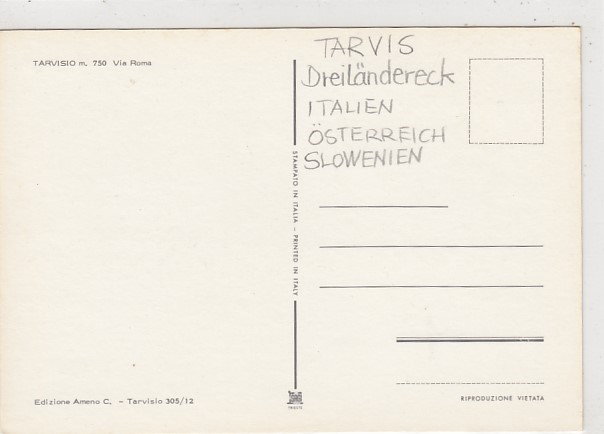 TARVISIO m. 750 Via Roma
TARVIS
Dreiländereck
ITALIEN
ÖSTERREICH
SLOWENIEN
STAMPATO IN ITALIA - PRINTED IN ITALY
Edizione Ameno C. - Tarvisio 305/12
TRIESTE
RIPRODUZIONE VIETATA